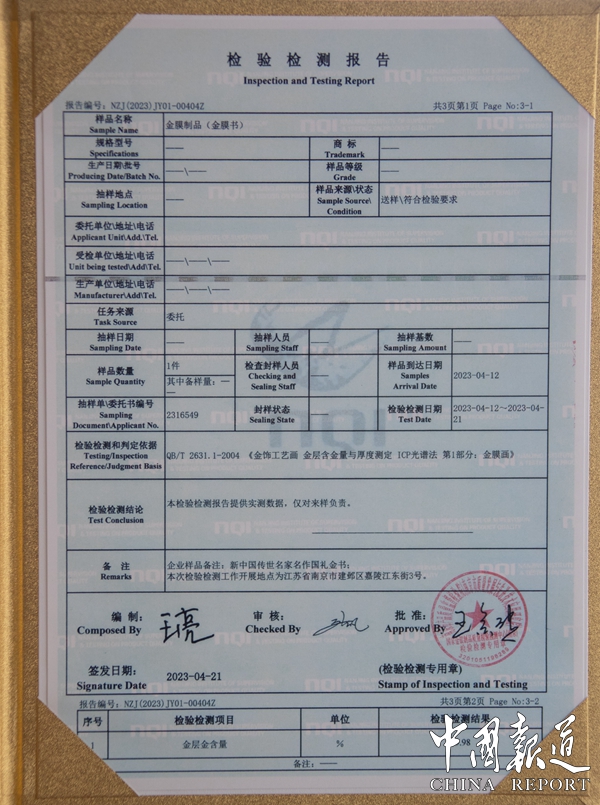 检 验 检 测 报 告
Inspection and Testing Report
报告编号：NZJ(2023)JY01-00404Z 共3页第1页 Page No:3-1
样品名称 金膜制品（金膜书）
Sample Name
规格型号 —— 商 标 ——
Specifications Trademark
生产日期\批号 ——\—— 样品等级 ——
Producing Date/Batch No. Grade
抽样地点 —— 样品来源\状态 送样\符合检验要求
Sampling Location Sample Source\
Condition
委托单位\地址\电话
Applicant Unit\Add.\Tel.
受检单位\地址\电话 ——\——\——
Unit being tested\Add\Tel.
生产单位\地址\电话 ——\——\——
Manufacturer\Add\Tel.
任务来源 委托
Task Source
抽样日期 —— 抽样人员 —— 抽样基数 ——
Sampling Date Sampling Staff Sampling Amount
样品数量 1件 检查封样人员 —— 样品到达日期 2023-04-12
Sample Quantity 其中备样量：—— Checking and Sealing Staff Samples Arrival Date
抽样单\委托书编号 2316549 封样状态 —— 检验检测日期 2023-04-12~2023-04-21
Sampling Document/Applicant No. Sealing State Test Date
检验检测和判定依据 QB/T 2631.1-2004 《金饰工艺画 金层含金量与厚度测定 ICP光谱法 第1部分：金膜画》
Testing/Inspection
Reference/Judgment Basis
检验检测结论 本检验检测报告提供实测数据，仅对来样负责。
Test Conclusion
备 注 企业样品备注：新中国传世名家名作国礼金书；
Remarks 本次检验检测工作开展地点为江苏省南京市建邺区嘉陵江东街3号。
编 制： 审 核： 批 准：
Composed By 王亮 Checked By Approved By
检验检测专用章
签发日期： 2023-04-21 (检验检测专用章)
Signature Date Stamp of Inspection and Testing
报告编号：NZJ(2023)JY01-00404Z 共3页第2页 Page No:3-2
序号 检验检测项目 单位 检验检测结果
1 金层金含量 % 98
备注：——
NQI
中國報道
CHINA REPORT